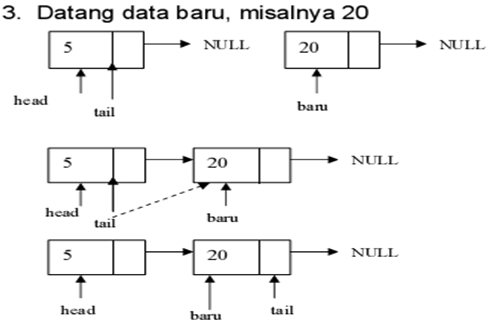 3. Datang data baru, misalnya 20
5 NULL 20 NULL
head tail baru
5 20 NULL
head tail baru
5 20 NULL
head baru tail